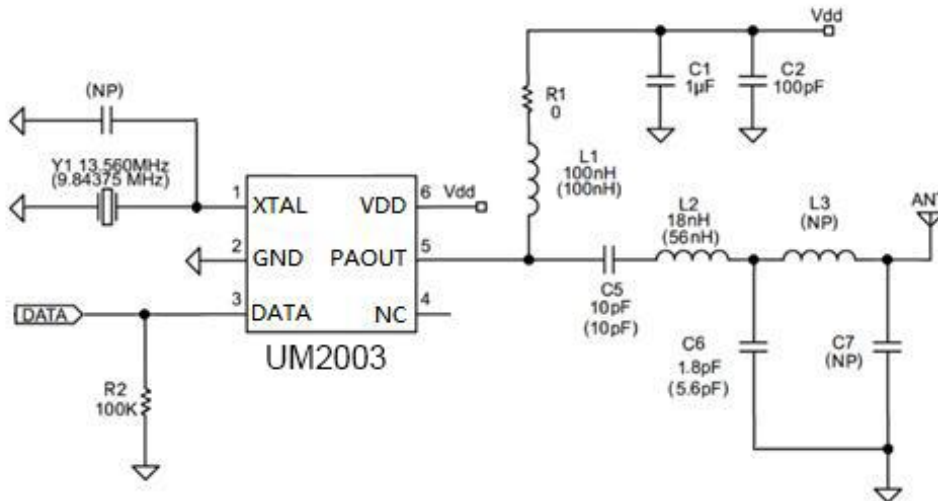 Vdd
(NP)
R1
0
C1
1µF
C2
100pF
Y1 13.560MHz
(9.84375 MHz)
L1
100nH
(100nH)
1
XTAL
VDD
6
Vdd
L2
18nH
(56nH)
L3
(NP)
ANT
2
GND
PAOUT
5
DATA
3
DATA
NC
4
C5
10pF
(10pF)
UM2003
C6
1.8pF
(5.6pF)
C7
(NP)
R2
100K